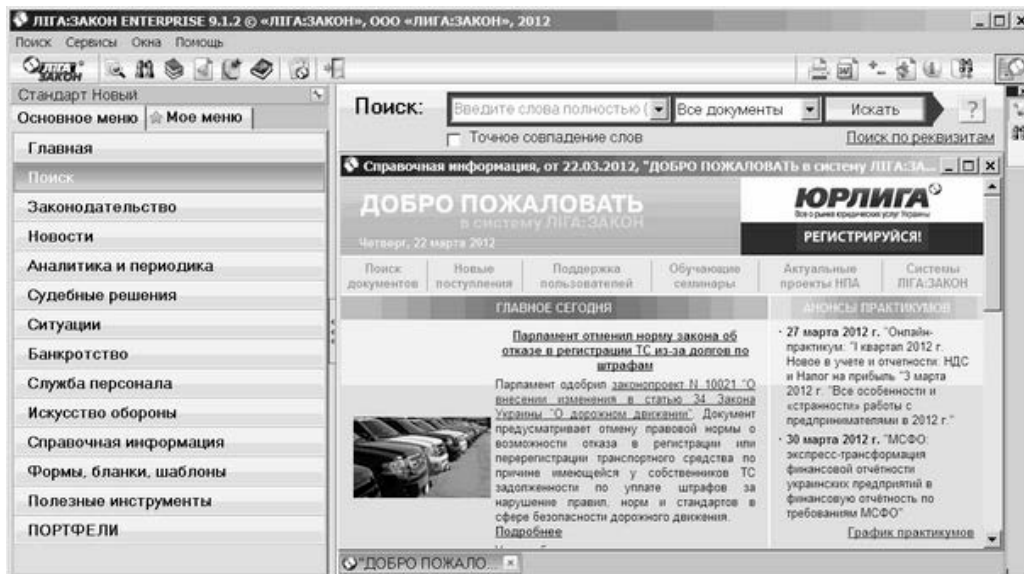 ЛІГА:ЗАКОН ENTERPRISE 9.1.2 © «ЛІГА:ЗАКОН», ООО «ЛИГА:ЗАКОН», 2012
Поиск Сервисы Окна Помощь
ЛІГА ЗАКОН
Стандарт Новый
Основное меню Мое меню
Главная
Поиск
Законодательство
Новости
Аналитика и периодика
Судебные решения
Ситуации
Банкротство
Служба персонала
Искусство обороны
Справочная информация
Формы, бланки, шаблоны
Полезные инструменты
ПОРТФЕЛИ
Поиск: Введите слова полностью ( Все документы Искать ?
Точное совпадение слов Поиск по реквизитам
Справочная информация, от 22.03.2012, "ДОБРО ПОЖАЛОВАТЬ в систему ЛІГА:ЗА...
ДОБРО ПОЖАЛОВАТЬ
в систему ЛІГА:ЗАКОН
Четверг, 22 марта 2012
ЮРЛИГА
Все о рынке юридических услуг Украины
РЕГИСТРИРУЙСЯ!
Поиск документов
Новые поступления
Поддержка пользователей
Обучающие семинары
Актуальные проекты НПА
Системы ЛІГА:ЗАКОН
ГЛАВНОЕ СЕГОДНЯ
Парламент отменил норму закона об
отказе в регистрации ТС из-за долгов по
штрафам
Парламент одобрил законопроект N 10021 "О
внесении изменения в статью 34 Закона
Украины "О дорожном движении". Документ
предусматривает отмену правовой нормы о
возможности отказа в регистрации или
перерегистрации транспортного средства по
причине имеющейся у собственников ТС
задолженности по уплате штрафов за
нарушение правил, норм и стандартов в
сфере безопасности дорожного движения.
Подробнее
АНОНСЫ ПРАКТИКУМОВ
· 27 марта 2012 г. "Онлайн-
практикум: "I квартал 2012 г.
Новое в учете и отчетности: НДС
и Налог на прибыль "3 марта
2012 г. "Все особенности и
«странности» работы с
предпринимателями в 2012 г."
· 30 марта 2012 г. "МСФО:
экспресс-трансформация
финансовой отчётности
украинских предприятий в
финансовую отчётность по
требованиям МСФО"
График практикумов
"ДОБРО ПОЖАЛО...